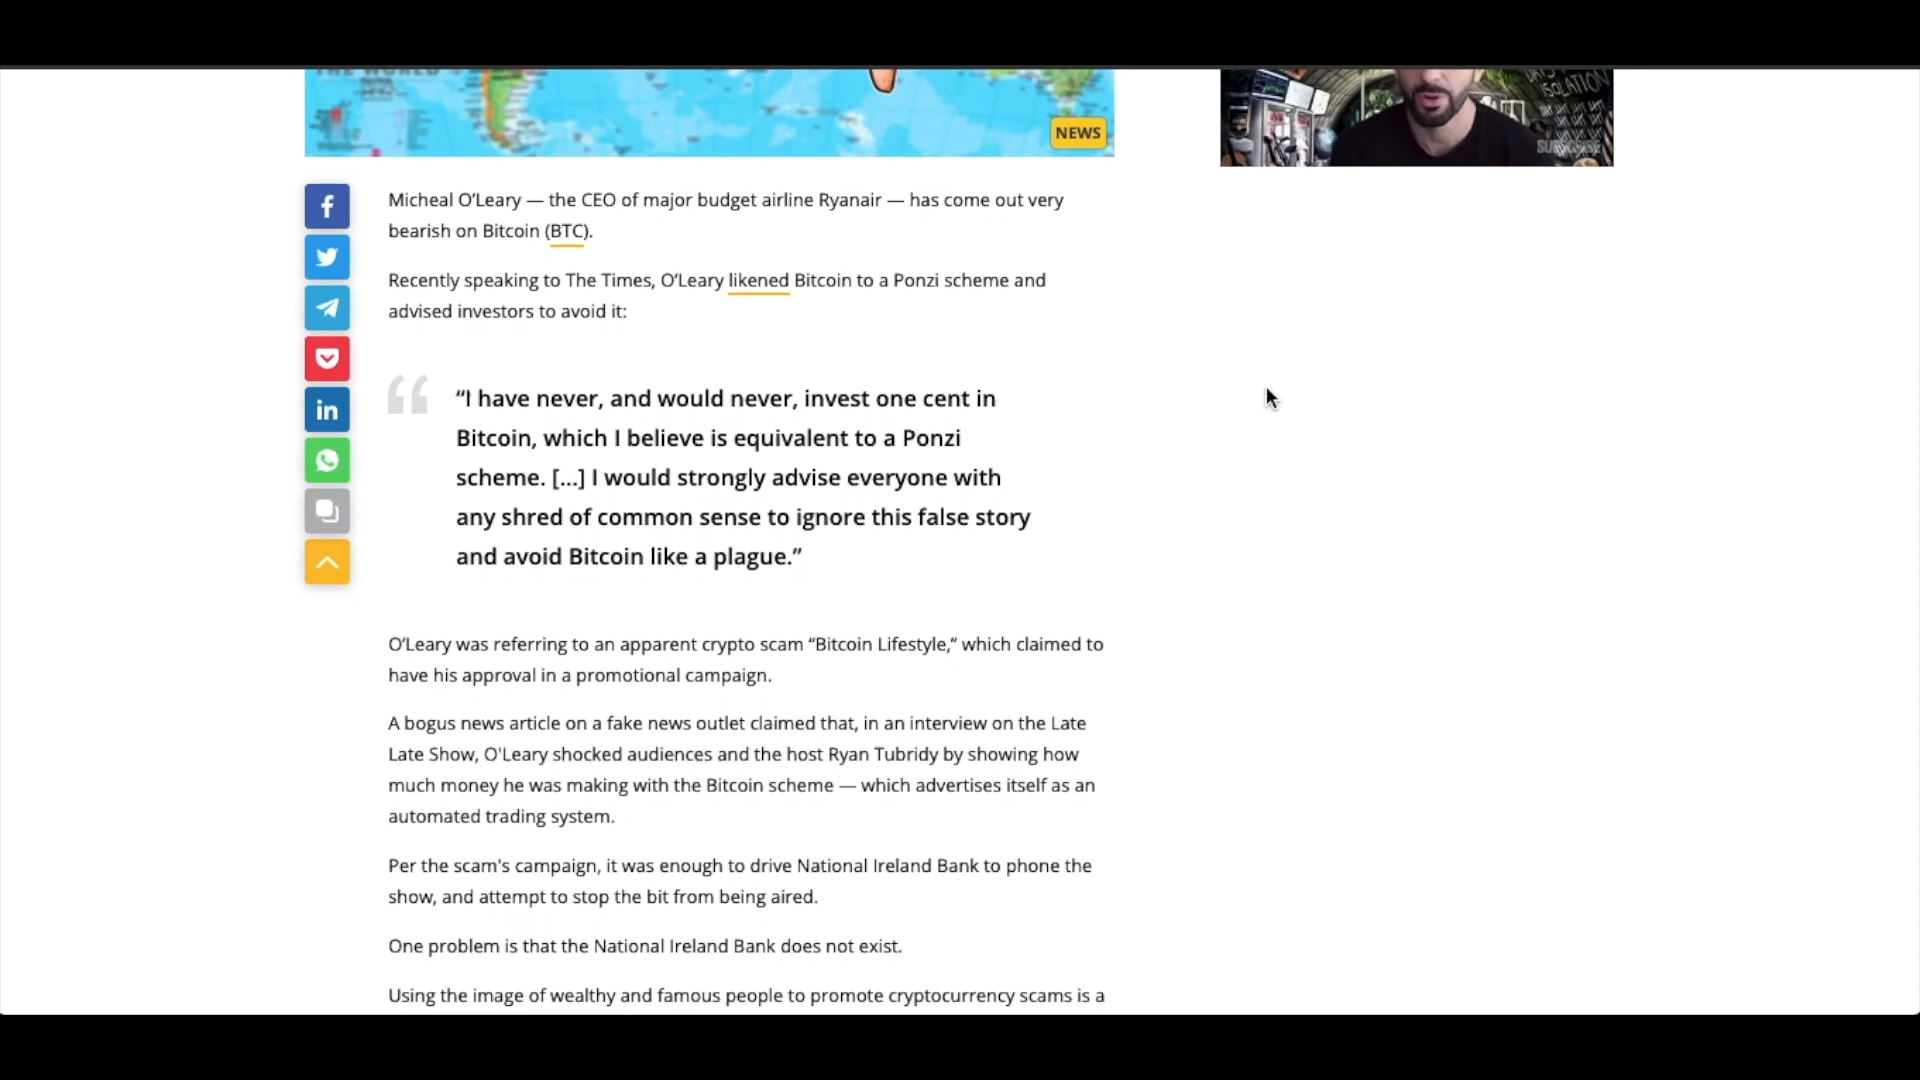 THE WORLD
NEWS
ISOLATION
SUBSCRIBE
Micheal O’Leary — the CEO of major budget airline Ryanair — has come out very
bearish on Bitcoin (BTC).
Recently speaking to The Times, O’Leary likened Bitcoin to a Ponzi scheme and
advised investors to avoid it:
“I have never, and would never, invest one cent in
Bitcoin, which I believe is equivalent to a Ponzi
scheme. [...] I would strongly advise everyone with
any shred of common sense to ignore this false story
and avoid Bitcoin like a plague.”
O’Leary was referring to an apparent crypto scam “Bitcoin Lifestyle,“ which claimed to
have his approval in a promotional campaign.
A bogus news article on a fake news outlet claimed that, in an interview on the Late
Late Show, O'Leary shocked audiences and the host Ryan Tubridy by showing how
much money he was making with the Bitcoin scheme — which advertises itself as an
automated trading system.
Per the scam's campaign, it was enough to drive National Ireland Bank to phone the
show, and attempt to stop the bit from being aired.
One problem is that the National Ireland Bank does not exist.
Using the image of wealthy and famous people to promote cryptocurrency scams is a